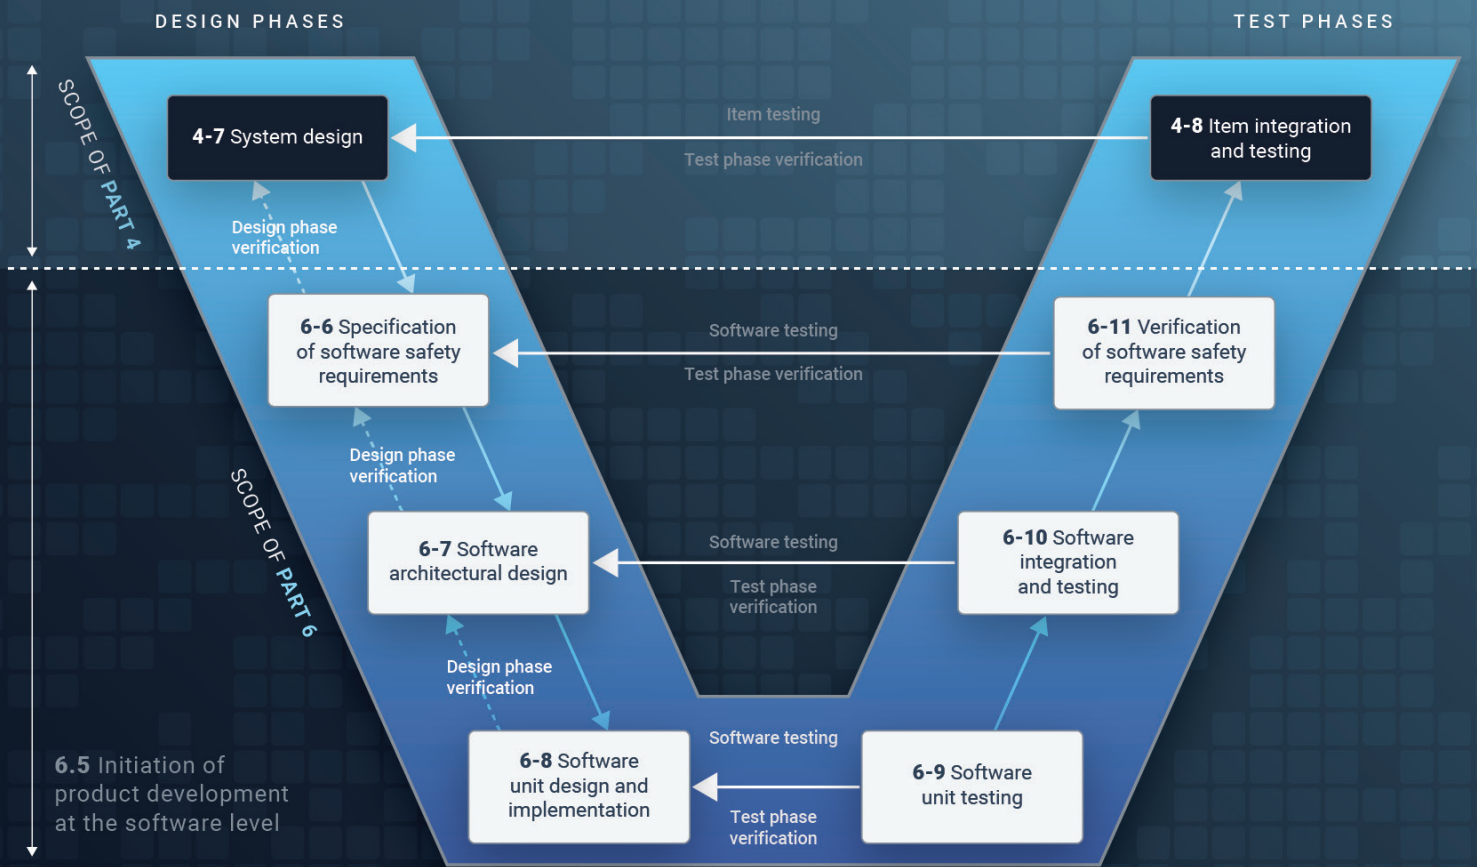 DESIGN PHASES
TEST PHASES
SCOPE OF PART 4
4-7 System design
Item testing
Test phase verification
4-8 Item integration
and testing
Design phase
verification
SCOPE OF PART 6
6-6 Specification
of software safety
requirements
Software testing
Test phase verification
6-11 Verification
of software safety
requirements
Design phase
verification
6-7 Software
architectural design
Software testing
Test phase
verification
6-10 Software
integration
and testing
Design phase
verification
6-8 Software
unit design and
implementation
Software testing
Test phase
verification
6-9 Software
unit testing
6.5 Initiation of
product development
at the software level